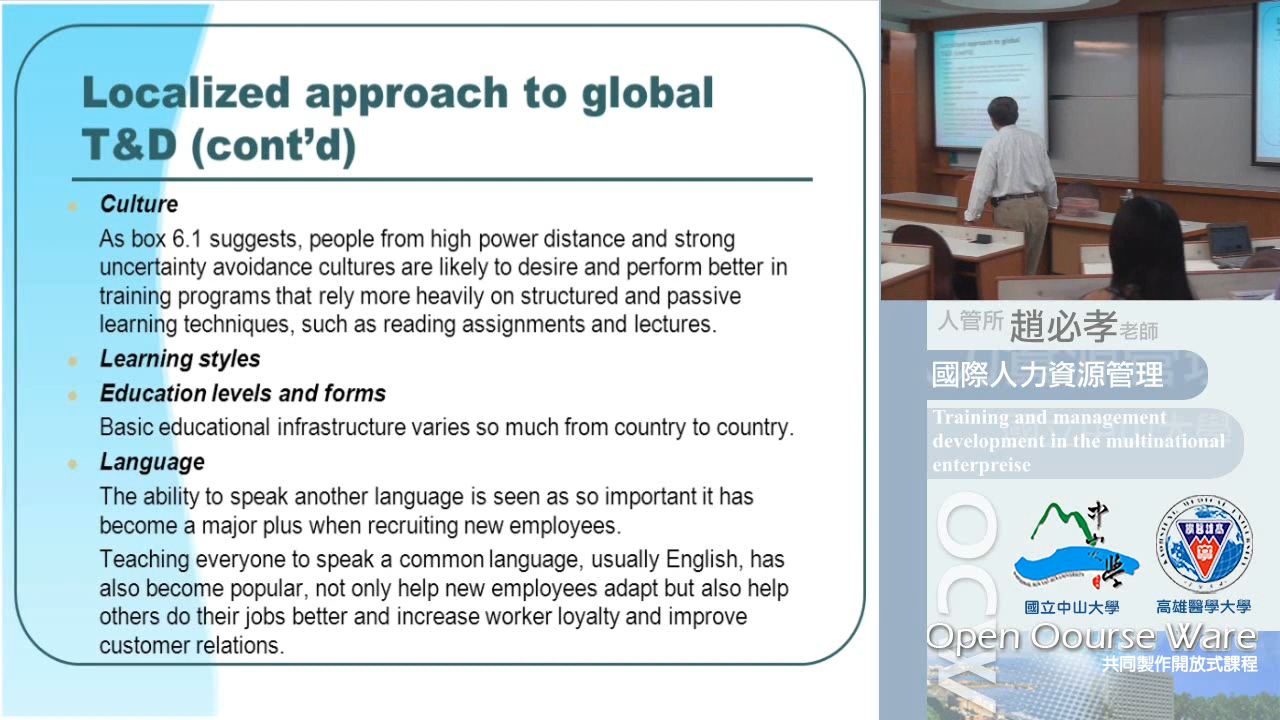 Localized approach to global
T&D (cont’d)
Culture
As box 6.1 suggests, people from high power distance and strong
uncertainty avoidance cultures are likely to desire and perform better in
training programs that rely more heavily on structured and passive
learning techniques, such as reading assignments and lectures.
Learning styles
Education levels and forms
Basic educational infrastructure varies so much from country to country.
Language
The ability to speak another language is seen as so important it has
become a major plus when recruiting new employees.
Teaching everyone to speak a common language, usually English, has
also become popular, not only help new employees adapt but also help
others do their jobs better and increase worker loyalty and improve
customer relations.
Localized approach to global
人管所 趙必孝老師
國際人力資源管理
Training and management
development in the multinational
enterpreise
OCW
國立中山大學
高雄醫學大學
Open Oourse Ware
共同製作開放式課程